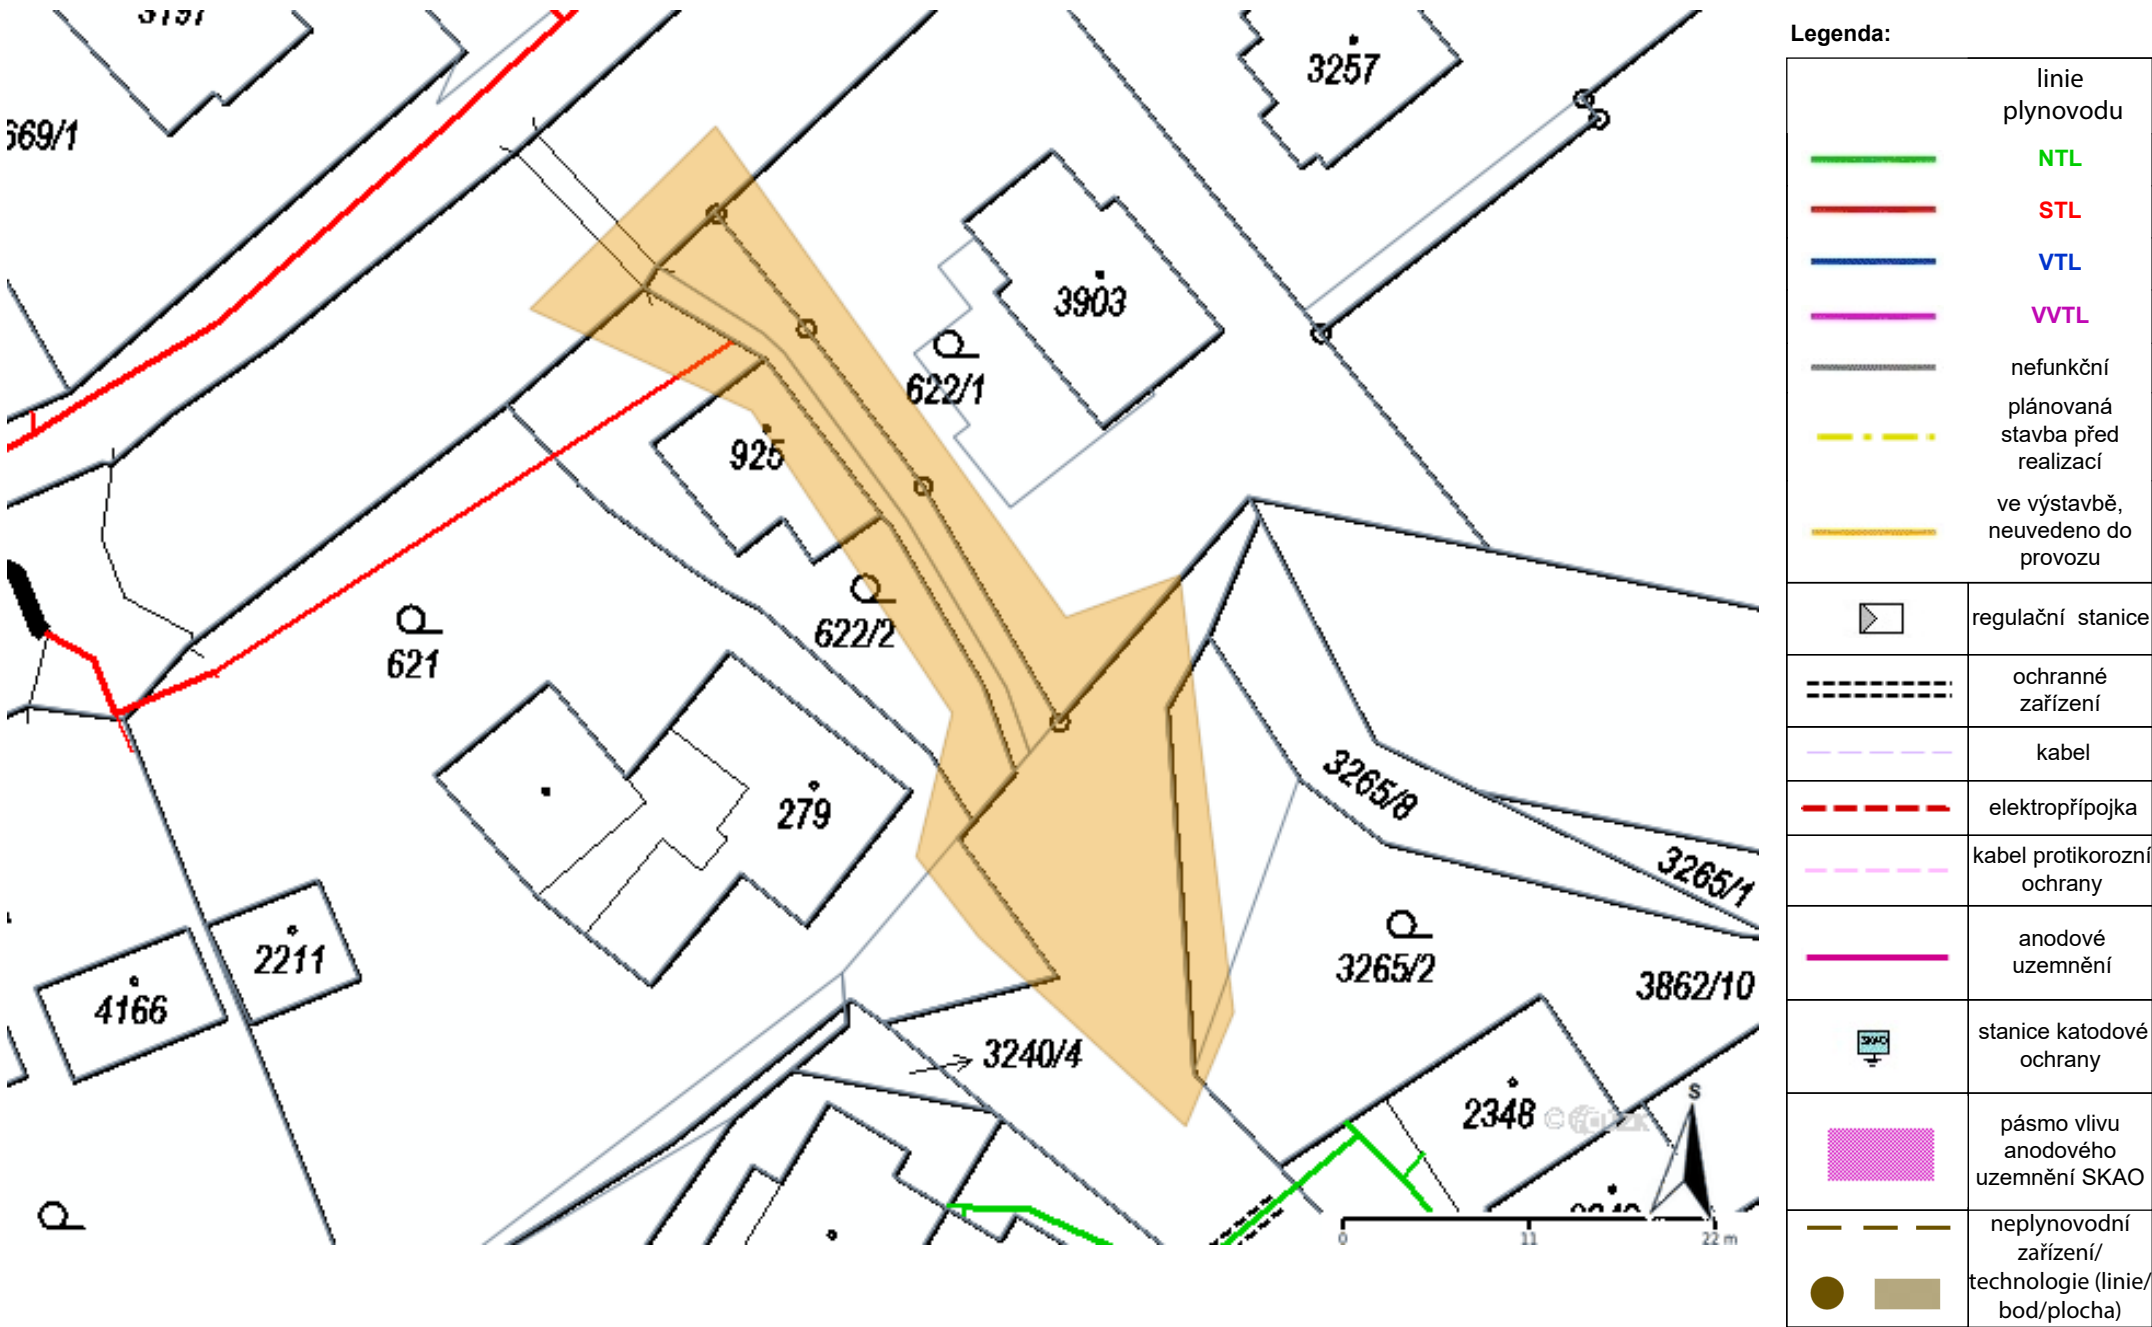 3197
669/1
3257
3903
622/1
925
622/2
621
279
3265/8
3265/1
3265/2
3862/10
2211
4166
3240/4
2348
S
0
11
22 m
Legenda:
linie
plynovodu
NTL
STL
VTL
VVTL
nefunkční
plánovaná
stavba před
realizací
ve výstavbě,
neuvedeno do
provozu
regulační stanice
ochranné
zařízení
kabel
elektropřípojka
kabel protikorozní
ochrany
anodové
uzemnění
SKAO
stanice katodové
ochrany
pásmo vlivu
anodového
uzemnění SKAO
neplynovodní
zařízení/
technologie (linie/
bod/plocha)